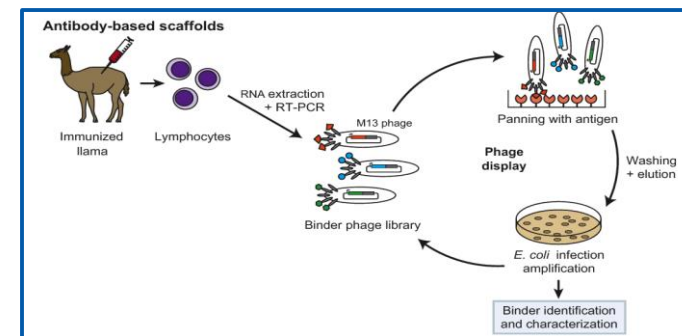 Antibody-based scaffolds
Immunized
llama
Lymphocytes
RNA extraction
+ RT-PCR
M13 phage
Binder phage library
Panning with antigen
Phage
display
Washing
+ elution
E. coli infection
amplification
Binder identification
and characterization